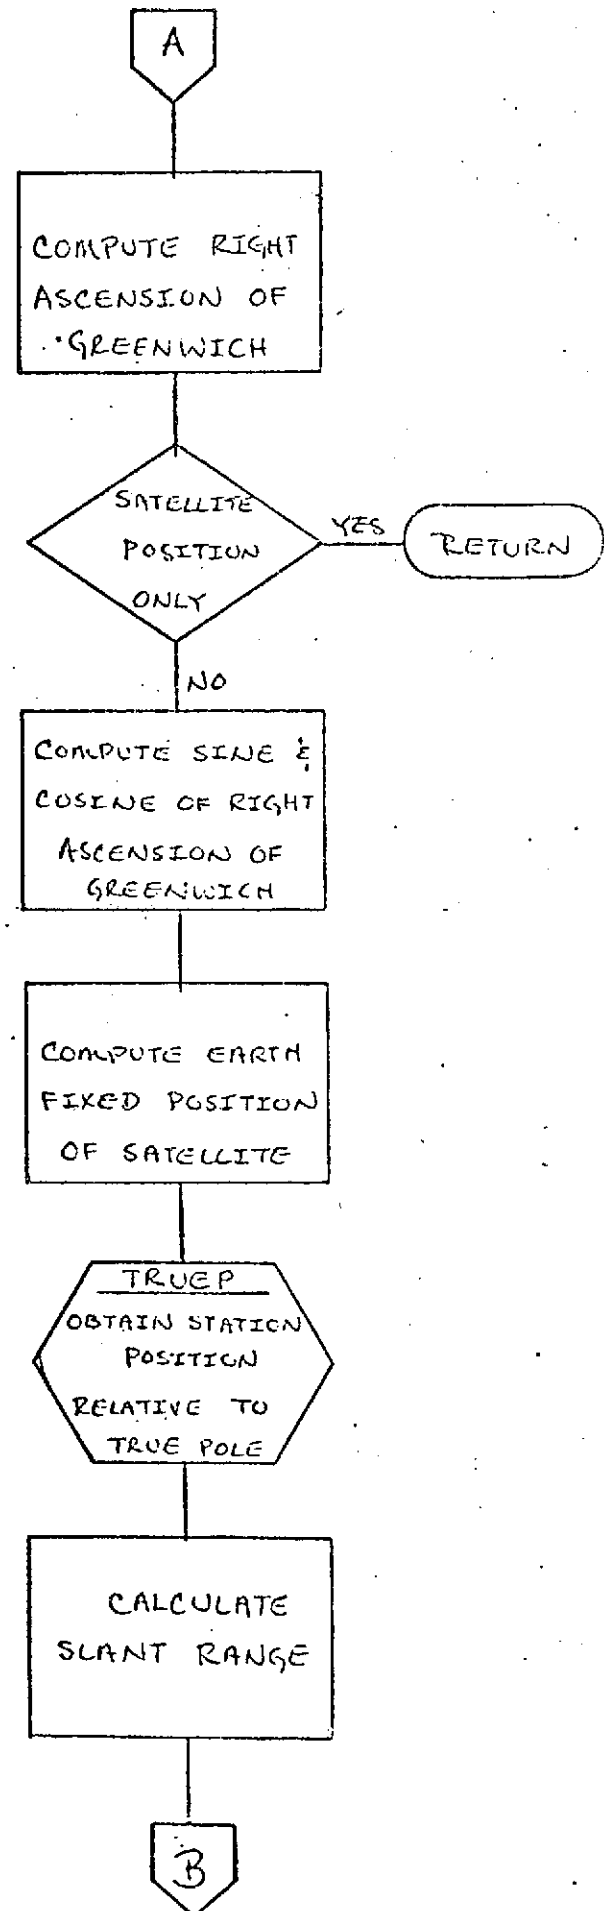 A
COMPUTE RIGHT
ASCENSION OF
GREENWICH
SATELLITE
POSITION
ONLY
YES
RETURN
NO
COMPUTE SINE &
COSINE OF RIGHT
ASCENSION OF
GREENWICH
COMPUTE EARTH
FIXED POSITION
OF SATELLITE
TRUEP
OBTAIN STATION
POSITION
RELATIVE TO
TRUE POLE
CALCULATE
SLANT RANGE
B